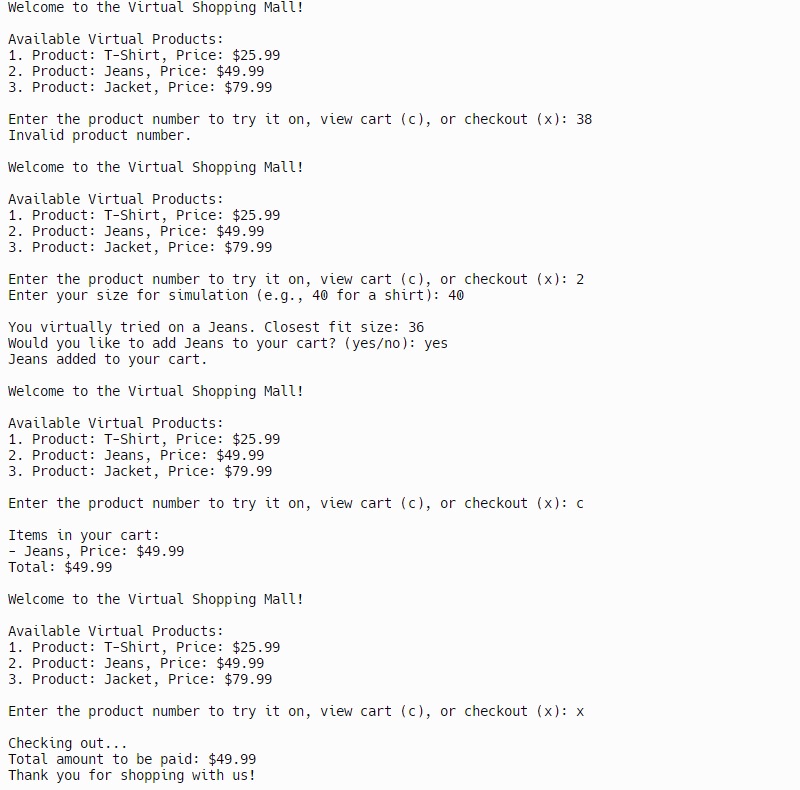 Welcome to the Virtual Shopping Mall!

Available Virtual Products:
1. Product: T-Shirt, Price: $25.99
2. Product: Jeans, Price: $49.99
3. Product: Jacket, Price: $79.99

Enter the product number to try it on, view cart (c), or checkout (x): 38
Invalid product number.

Welcome to the Virtual Shopping Mall!

Available Virtual Products:
1. Product: T-Shirt, Price: $25.99
2. Product: Jeans, Price: $49.99
3. Product: Jacket, Price: $79.99

Enter the product number to try it on, view cart (c), or checkout (x): 2
Enter your size for simulation (e.g., 40 for a shirt): 40

You virtually tried on a Jeans. Closest fit size: 36
Would you like to add Jeans to your cart? (yes/no): yes
Jeans added to your cart.

Welcome to the Virtual Shopping Mall!

Available Virtual Products:
1. Product: T-Shirt, Price: $25.99
2. Product: Jeans, Price: $49.99
3. Product: Jacket, Price: $79.99

Enter the product number to try it on, view cart (c), or checkout (x): c

Items in your cart:
- Jeans, Price: $49.99
Total: $49.99

Welcome to the Virtual Shopping Mall!

Available Virtual Products:
1. Product: T-Shirt, Price: $25.99
2. Product: Jeans, Price: $49.99
3. Product: Jacket, Price: $79.99

Enter the product number to try it on, view cart (c), or checkout (x): x

Checking out...
Total amount to be paid: $49.99
Thank you for shopping with us!